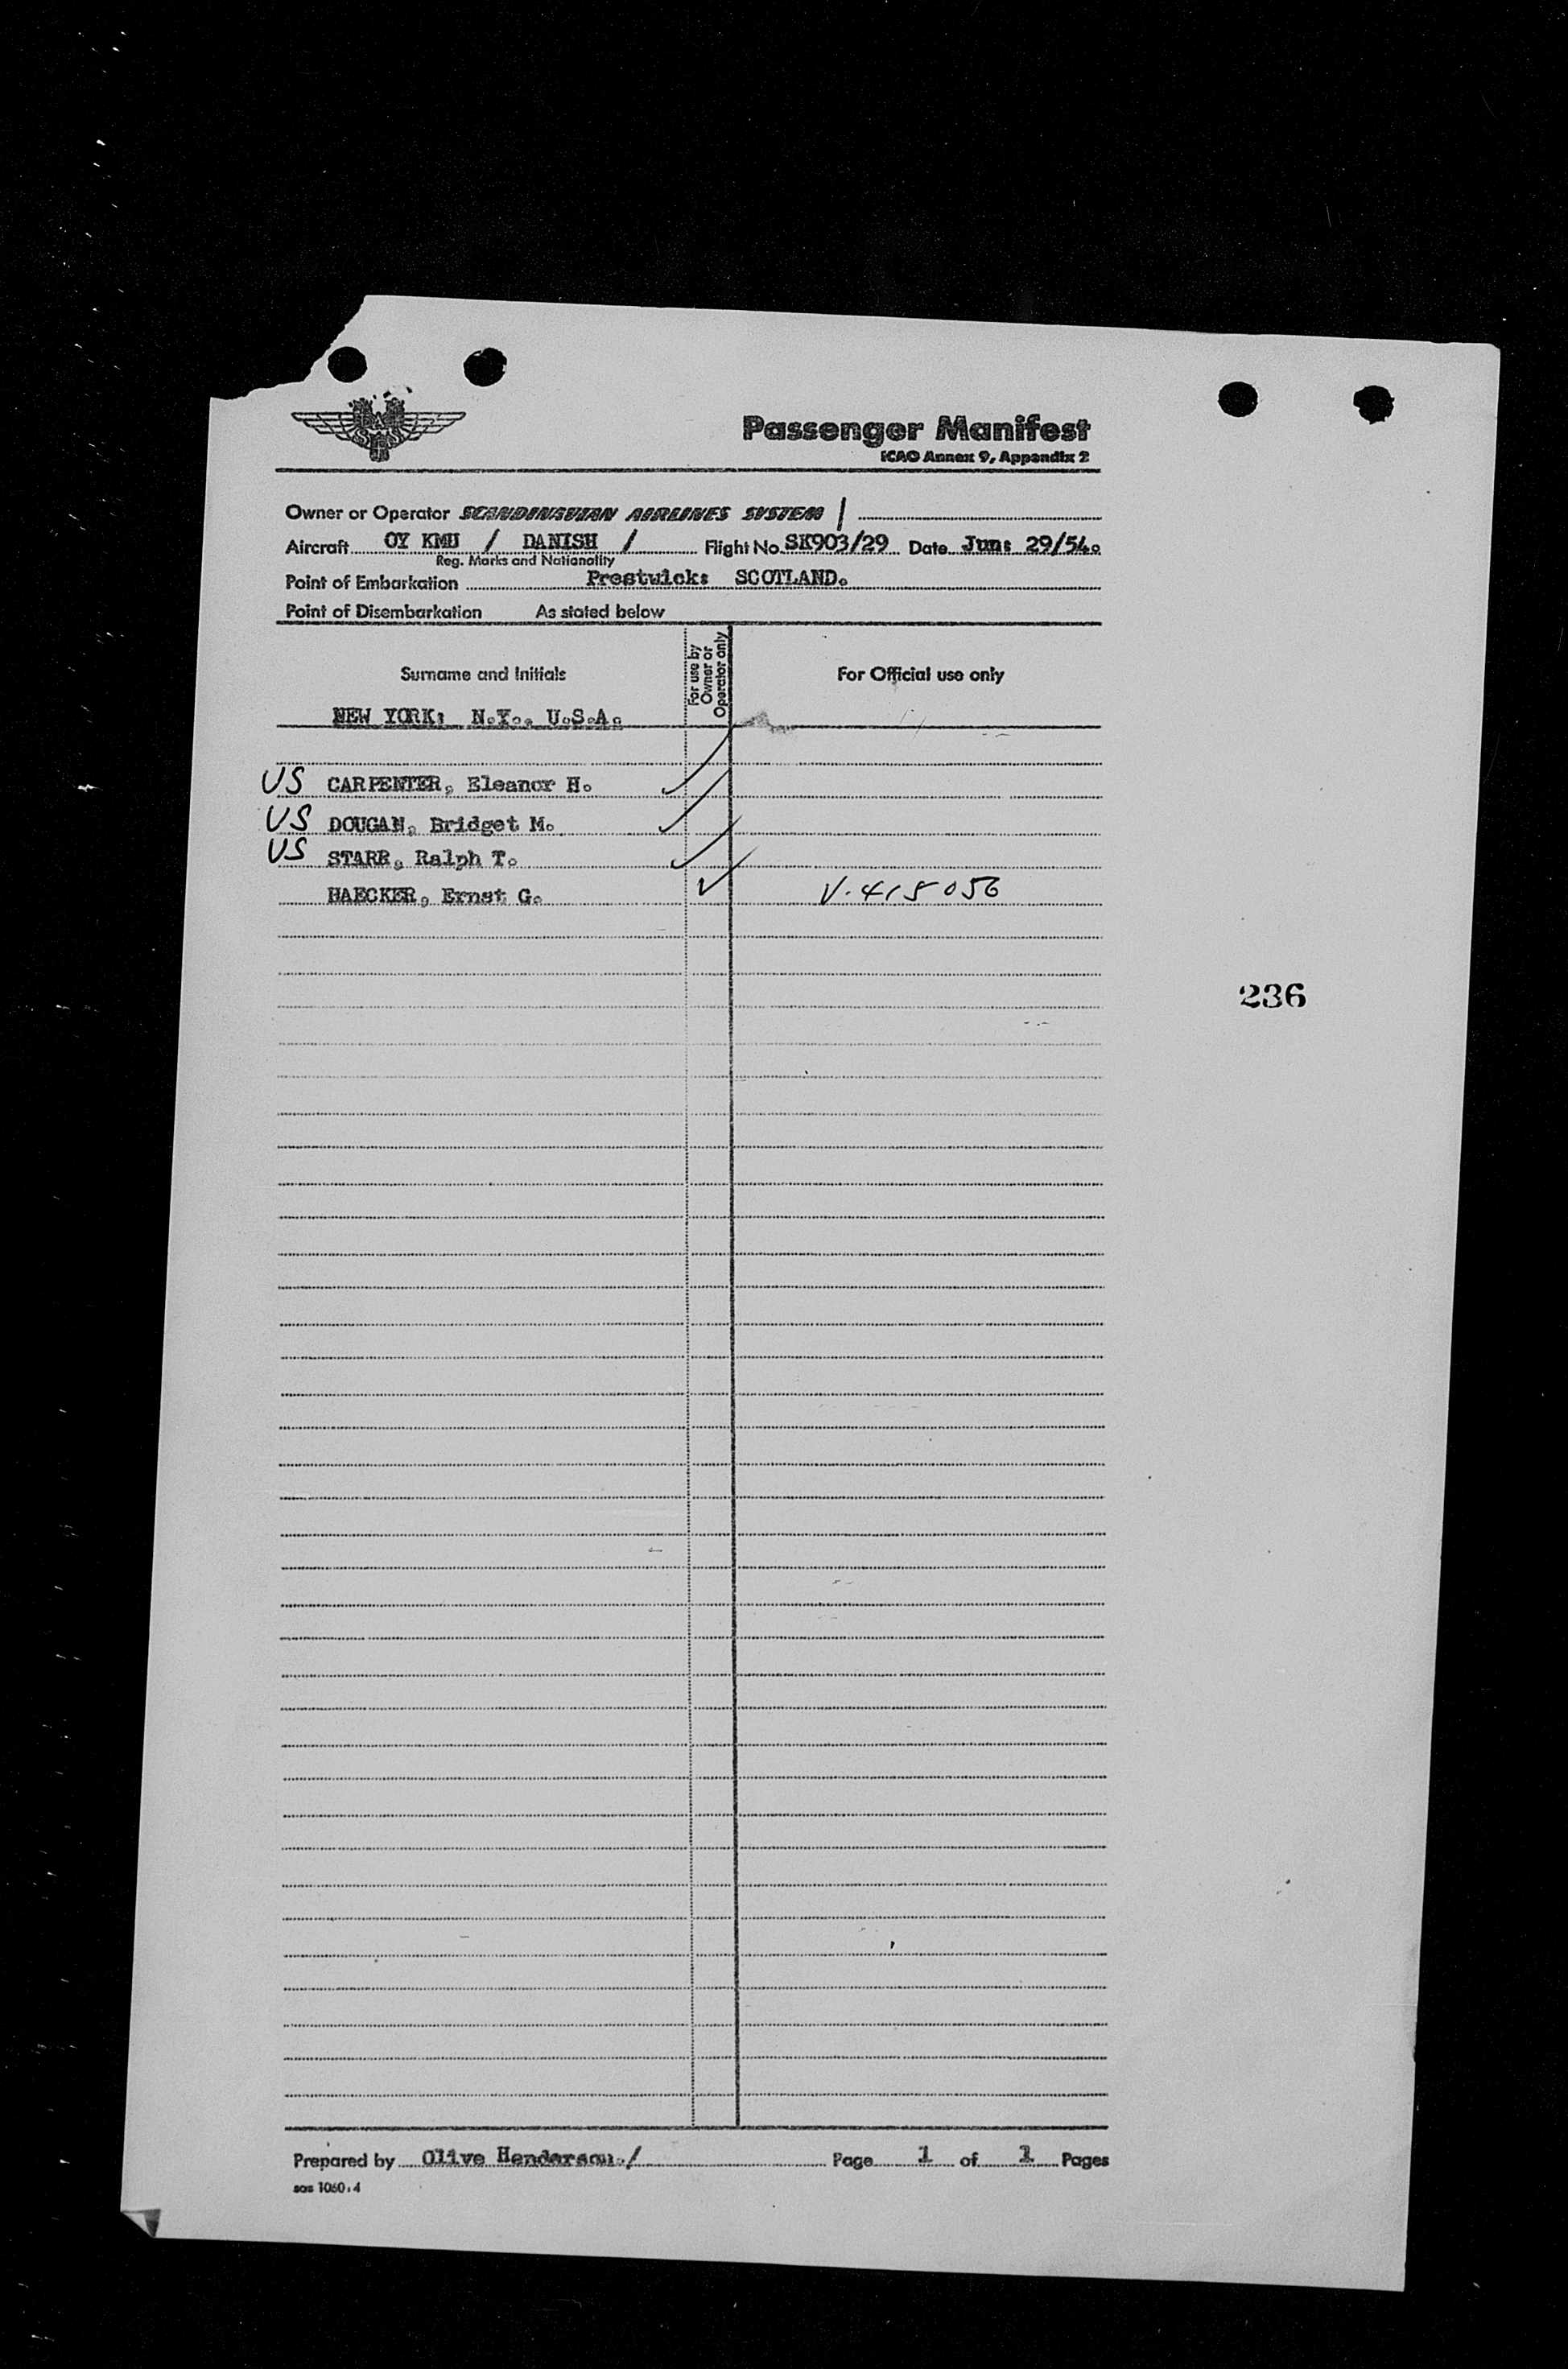 SAS
Passenger Manifest
ICAO Annex 9, Appendix 2
Owner or Operator SCANDINAVIAN AIRLINES SYSTEM /
Aircraft OY KMU / DANISH / Flight No. SK903/29 Date Jun: 29/54.
Reg. Marks and Nationality
Point of Embarkation Prestwick: SCOTLAND.
Point of Disembarkation As stated below
Surname and Initials
For use by Owner or Operator only
For Official use only
NEW YORK: N.Y., U.S.A.
US CARPENTER, Eleanor H.
US DOUGAN, Bridget M.
US STARR, Ralph T.
HAECKER, Ernst G. V-415056
236
Prepared by Olive Henderson./ Page 1 of 1 Pages
sas 1060:4